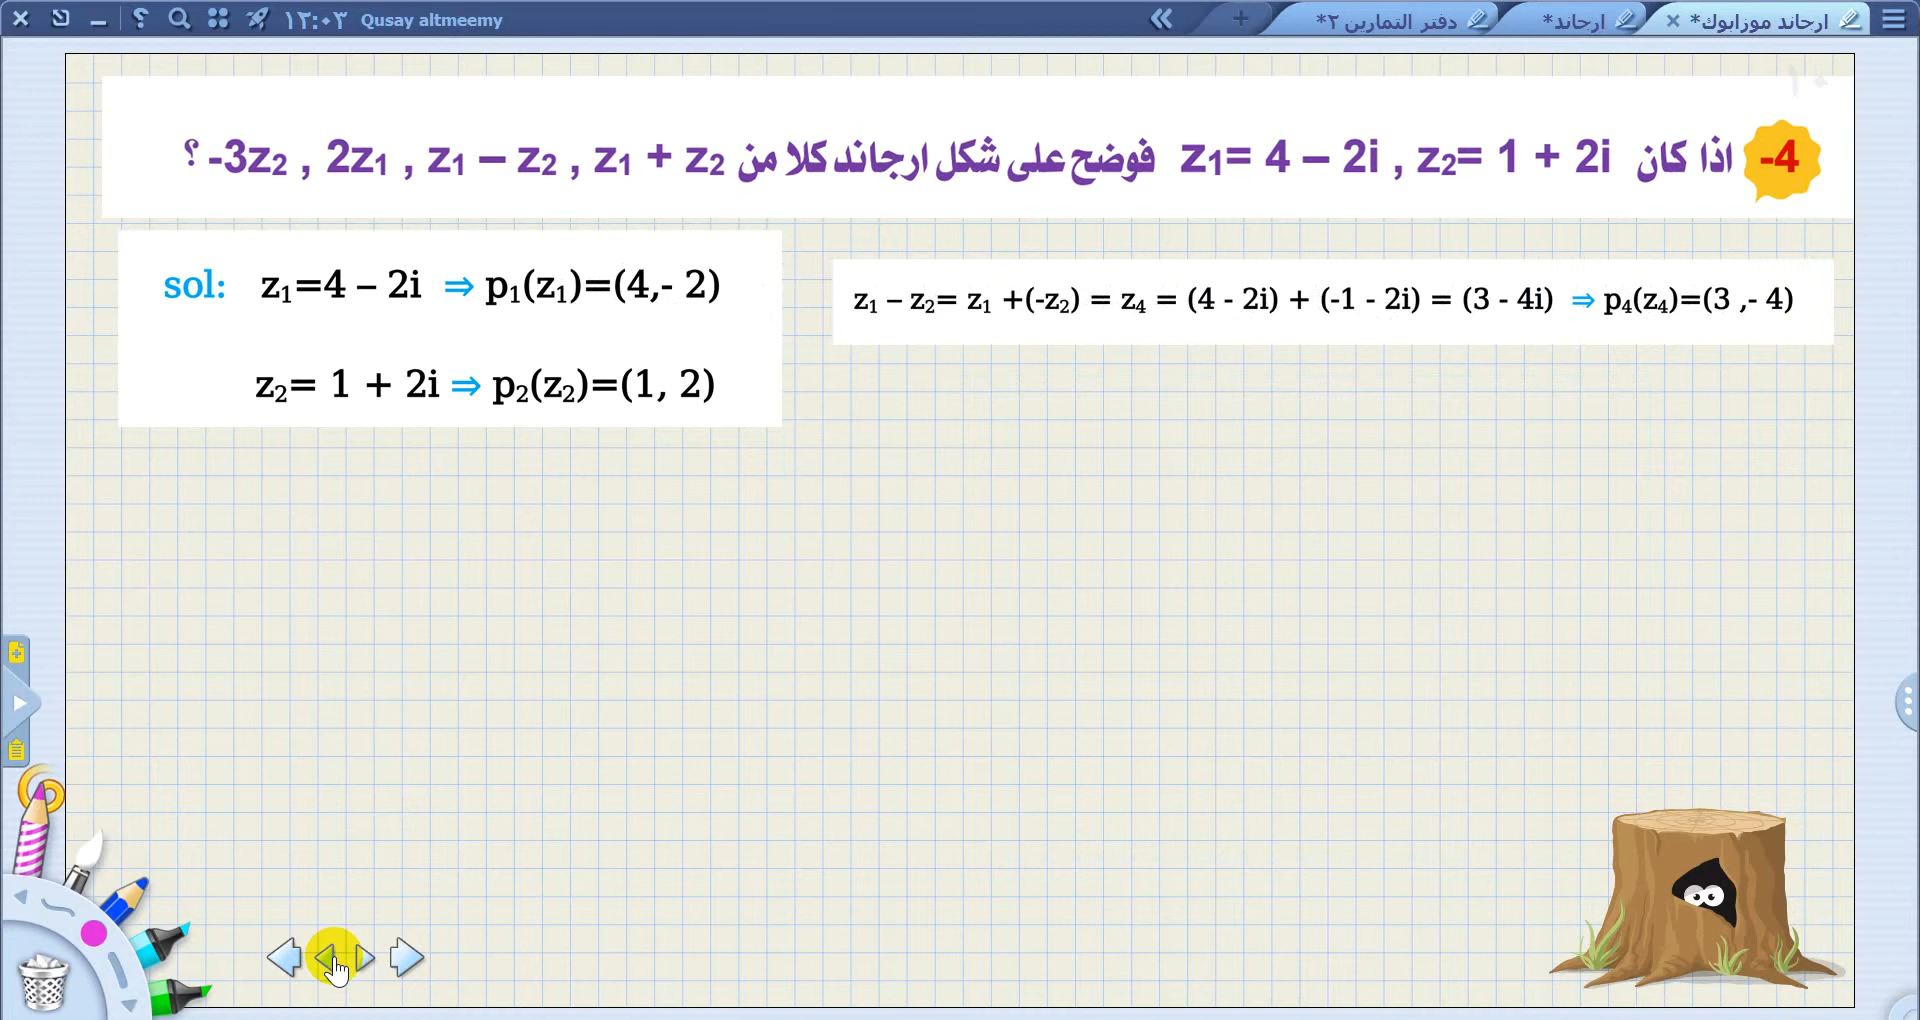 ١٢:٠٣ Qusay altmeemy
دفتر التمارين ٢*
ارجاند*
ارجاند موزابوك*
١٠
4- اذا كان z₁= 4 – 2i , z₂= 1 + 2i فوضح على شكل ارجاند كلا من -3z₂ , 2z₁ , z₁ – z₂ , z₁ + z₂ ؟
sol: z₁=4 – 2i ⇒ p₁(z₁)=(4,- 2)
z₂= 1 + 2i ⇒ p₂(z₂)=(1, 2)
z₁ – z₂= z₁ +(-z₂) = z₄ = (4 - 2i) + (-1 - 2i) = (3 - 4i) ⇒ p₄(z₄)=(3 ,- 4)